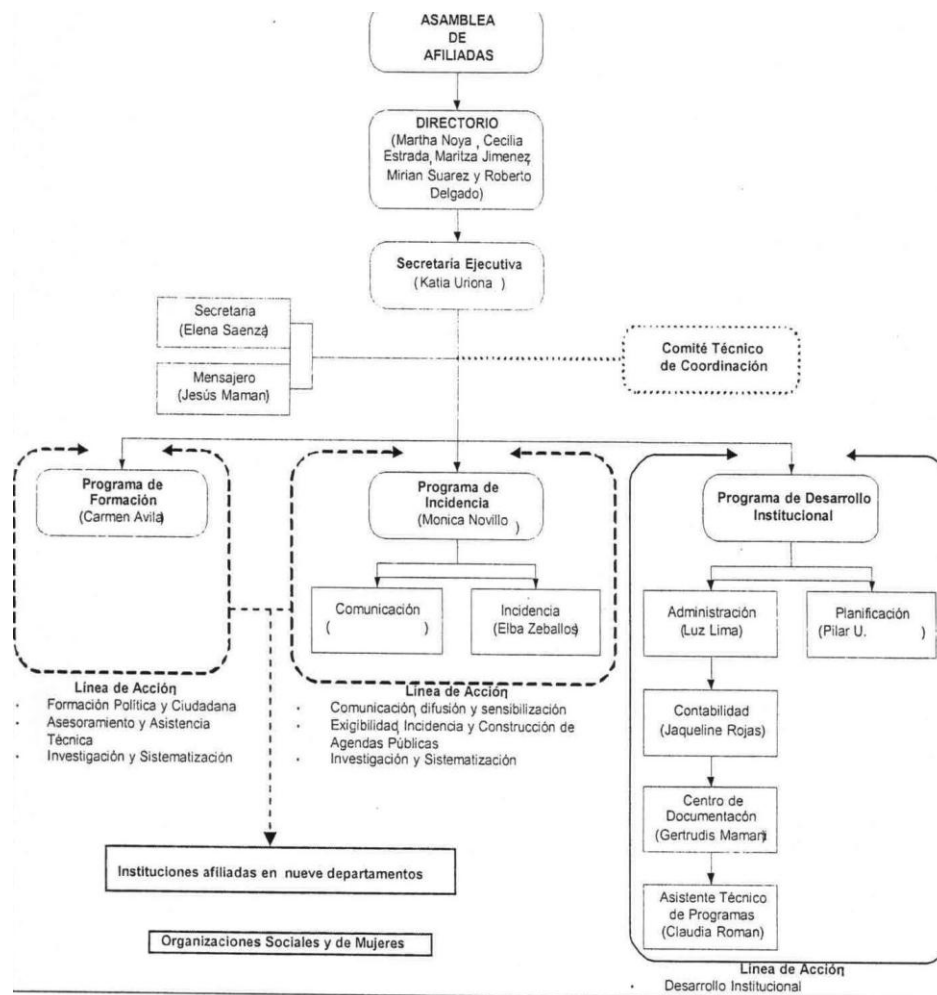 ASAMBLEA
DE
AFILIADAS
DIRECTORIO
(Martha Noya , Cecilia
Estrada, Maritza Jimenez,
Mirian Suarez y Roberto
Delgado)
Secretaría Ejecutiva
(Katia Uriona )
Secretaria
(Elena Saenza)
Mensajero
(Jesús Maman)
Comité Técnico
de Coordinación
Programa de
Formación
(Carmen Avila)
Programa de
Incidencia
(Monica Novillo )
Programa de Desarrollo
Institucional
Comunicación
( )
Incidencia
(Elba Zeballos)
Administración
(Luz Lima)
Planificación
(Pilar U. )
Contabilidad
(Jaqueline Rojas)
Centro de
Documentacón
(Gertrudis Mamani)
Asistente Técnico
de Programas
(Claudia Roman)
Línea de Acción
· Formación Política y Ciudadana
· Asesoramiento y Asistencia
Técnica
· Investigación y Sistematización
Línea de Acción
· Comunicación, difusión y sensibilización
· Exigibilidad, Incidencia y Construcción de
Agendas Públicas
· Investigación y Sistematización
Instituciones afiliadas en nueve departamentos
Organizaciones Sociales y de Mujeres
Línea de Acción
· Desarrollo Institucional